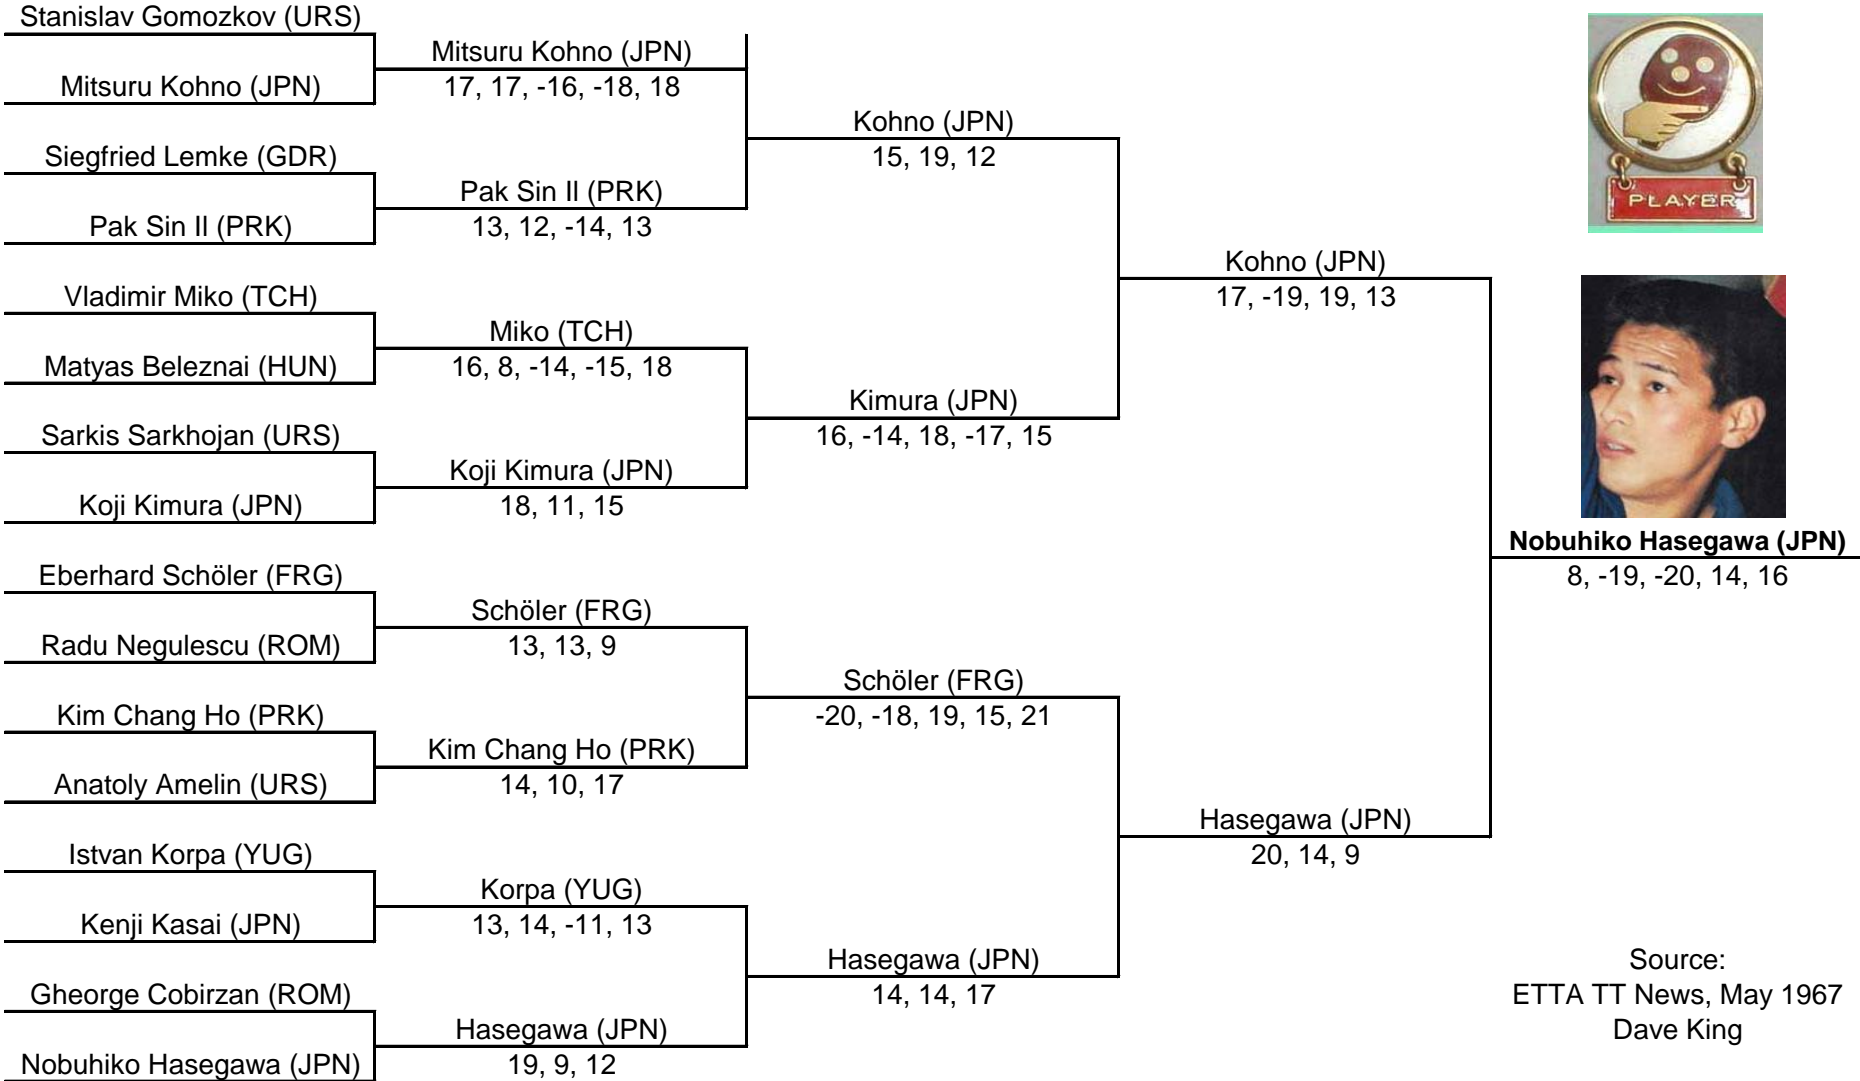 Stanislav Gomozkov (URS)
Mitsuru Kohno (JPN)
Siegfried Lemke (GDR)
Pak Sin Il (PRK)
Vladimir Miko (TCH)
Matyas Beleznai (HUN)
Sarkis Sarkhojan (URS)
Koji Kimura (JPN)
Eberhard Schöler (FRG)
Radu Negulescu (ROM)
Kim Chang Ho (PRK)
Anatoly Amelin (URS)
Istvan Korpa (YUG)
Kenji Kasai (JPN)
Gheorge Cobirzan (ROM)
Nobuhiko Hasegawa (JPN)
Mitsuru Kohno (JPN)
17, 17, -16, -18, 18
Pak Sin Il (PRK)
13, 12, -14, 13
Miko (TCH)
16, 8, -14, -15, 18
Koji Kimura (JPN)
18, 11, 15
Schöler (FRG)
13, 13, 9
Kim Chang Ho (PRK)
14, 10, 17
Korpa (YUG)
13, 14, -11, 13
Hasegawa (JPN)
19, 9, 12
Kohno (JPN)
15, 19, 12
Kimura (JPN)
16, -14, 18, -17, 15
Schöler (FRG)
-20, -18, 19, 15, 21
Hasegawa (JPN)
14, 14, 17
Kohno (JPN)
17, -19, 19, 13
Hasegawa (JPN)
20, 14, 9
PLAYER
Nobuhiko Hasegawa (JPN)
8, -19, -20, 14, 16
Source:
ETTA TT News, May 1967
Dave King